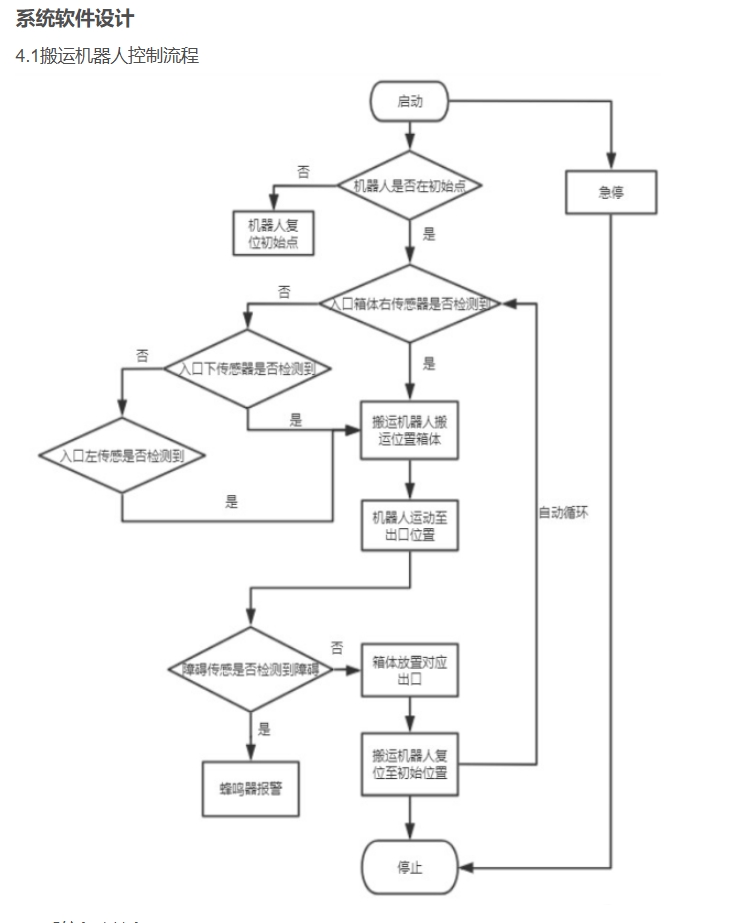 系统软件设计
4.1搬运机器人控制流程
启动
否
机器人是否在初始点
急停
机器人复
位初始点
是
否
入口箱体右传感器是否检测到
否
入口下传感器是否检测到
是
是
搬运机器人搬
运位置箱体
入口左传感是否检测到
是
机器人运动至
出口位置
自动循环
障碍传感是否检测到障碍
否
箱体放置对应
出口
是
搬运机器人复
位至初始位置
蜂鸣器报警
停止